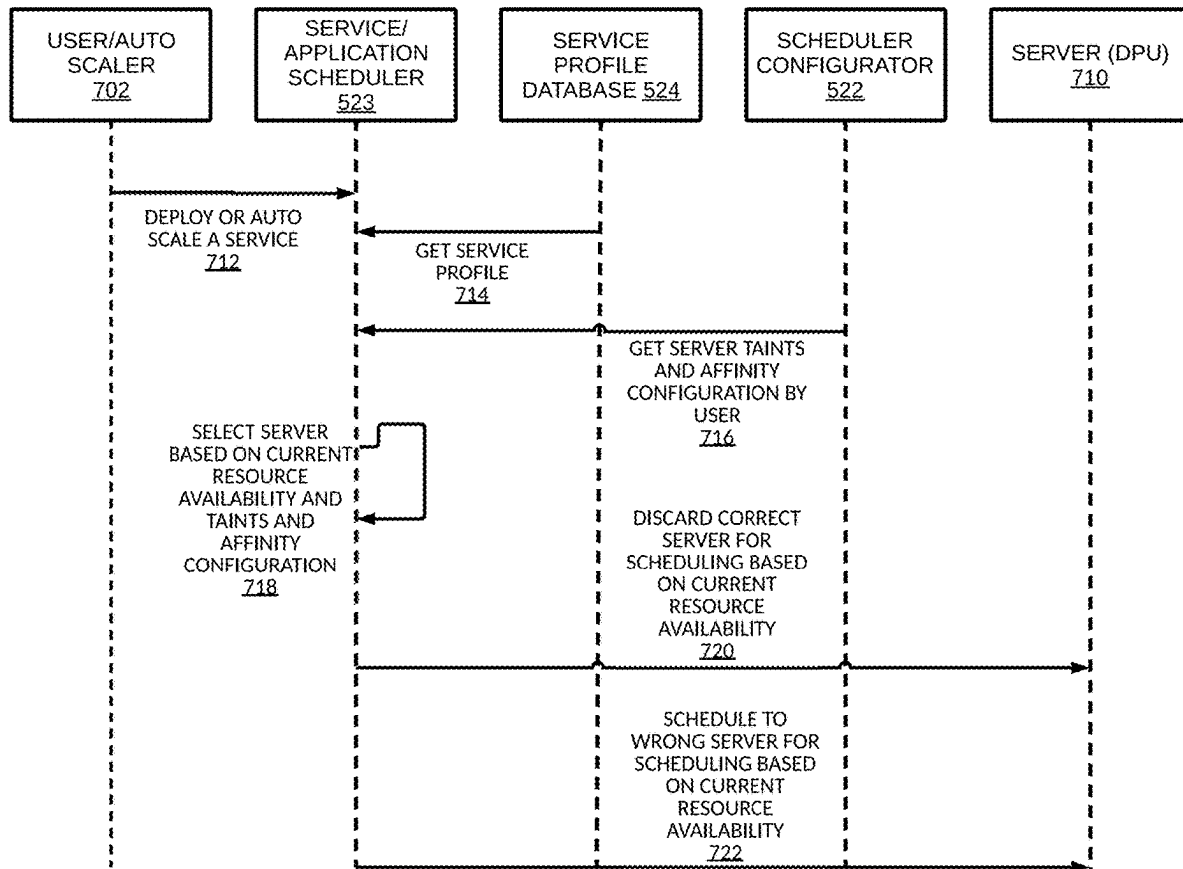 USER/AUTO
SCALER
702
SERVICE/
APPLICATION
SCHEDULER
523
SERVICE
PROFILE
DATABASE 524
SCHEDULER
CONFIGURATOR
522
SERVER (DPU)
710
DEPLOY OR AUTO
SCALE A SERVICE
712
GET SERVICE
PROFILE
714
GET SERVER TAINTS
AND AFFINITY
CONFIGURATION BY
USER
716
SELECT SERVER
BASED ON CURRENT
RESOURCE
AVAILABILITY AND
TAINTS AND
AFFINITY
CONFIGURATION
718
DISCARD CORRECT
SERVER FOR
SCHEDULING BASED
ON CURRENT
RESOURCE
AVAILABILITY
720
SCHEDULE TO
WRONG SERVER FOR
SCHEDULING BASED
ON CURRENT
RESOURCE
AVAILABILITY
722